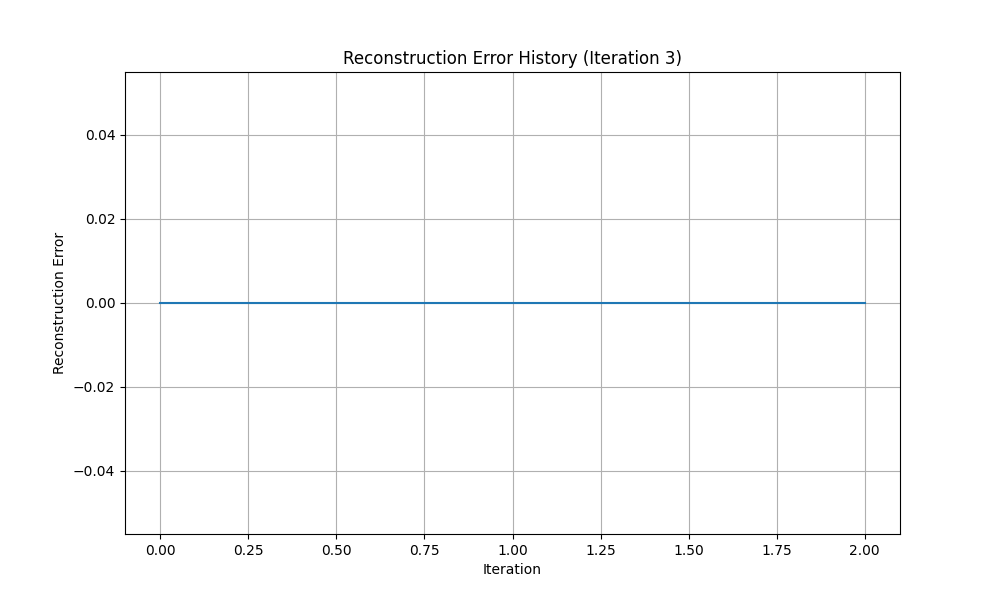 Reconstruction Error History (Iteration 3)
Reconstruction Error
0.04
0.02
0.00
−0.02
−0.04
0.00 0.25 0.50 0.75 1.00 1.25 1.50 1.75 2.00
Iteration